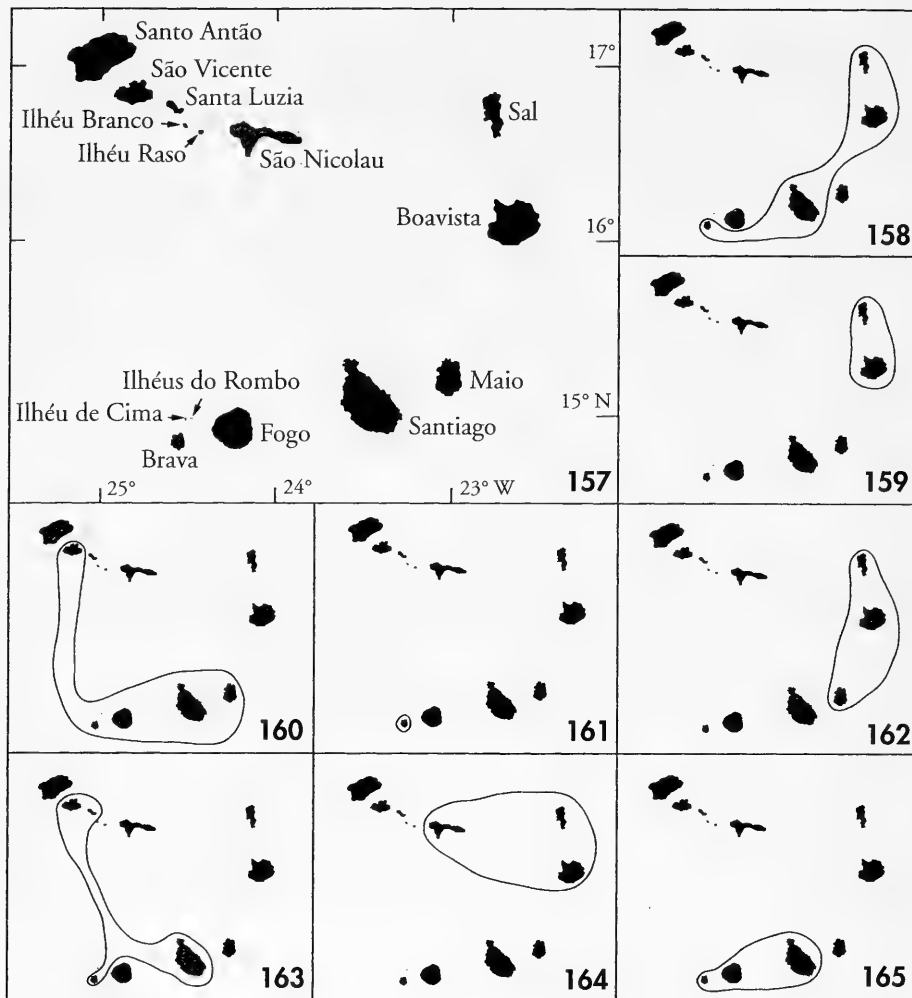 Santo Antão
São Vicente
Santa Luzia
Ilhéu Branco
Ilhéu Raso
São Nicolau
Sal
Boavista
Ilhéus do Rombo
Ilhéu de Cima
Brava
Fogo
Santiago
Maio
17°
16°
15° N
25°
24°
23° W
157
158
159
160
161
162
163
164
165